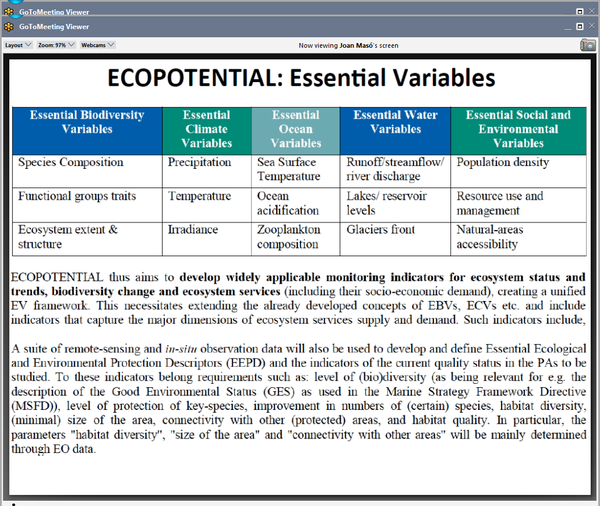 GoToMeeting Viewer
GoToMeeting Viewer
Layout Zoom: 97% Webcams Now viewing Joan Masó's screen
ECOPOTENTIAL: Essential Variables
Essential Biodiversity Variables Essential Climate Variables Essential Ocean Variables Essential Water Variables Essential Social and Environmental Variables
Species Composition Precipitation Sea Surface Temperature Runoff/streamflow/ river discharge Population density
Functional groups traits Temperature Ocean acidification Lakes/ reservoir levels Resource use and management
Ecosystem extent & structure Irradiance Zooplankton composition Glaciers front Natural-areas accessibility
ECOPOTENTIAL thus aims to develop widely applicable monitoring indicators for ecosystem status and
trends, biodiversity change and ecosystem services (including their socio-economic demand), creating a unified
EV framework. This necessitates extending the already developed concepts of EBVs, ECVs etc. and include
indicators that capture the major dimensions of ecosystem services supply and demand. Such indicators include,
A suite of remote-sensing and in-situ observation data will also be used to develop and define Essential Ecological
and Environmental Protection Descriptors (EEPD) and the indicators of the current quality status in the PAs to be
studied. To these indicators belong requirements such as: level of (bio)diversity (as being relevant for e.g. the
description of the Good Environmental Status (GES) as used in the Marine Strategy Framework Directive
(MSFD)), level of protection of key-species, improvement in numbers of (certain) species, habitat diversity,
(minimal) size of the area, connectivity with other (protected) areas, and habitat quality. In particular, the
parameters "habitat diversity", "size of the area" and "connectivity with other areas" will be mainly determined
through EO data.